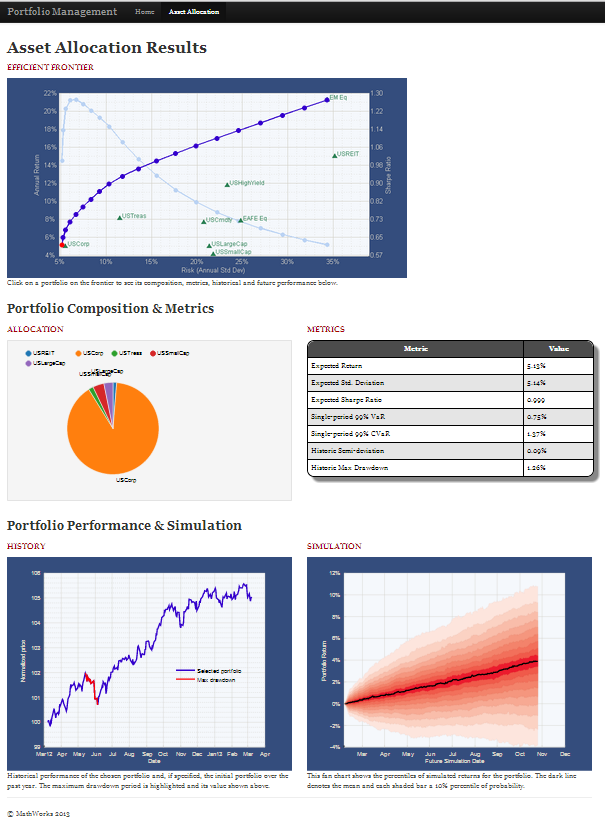 Portfolio Management Home Asset Allocation
Asset Allocation Results
EFFICIENT FRONTIER
22% 1.30
20% 1.22
18% 1.14
16% 1.06
14% 0.98
12% 0.90
10% 0.82
8% 0.73
6% 0.65
4% 0.57
Annual Return
Sharpe Ratio
EM Eq
USREIT
USHighYield
USTreas
USCmdty
EAFE Eq
USCorp
USLargeCap
USSmallCap
5% 10% 15% 20% 25% 30% 35%
Risk (Annual Std Dev)
Click on a portfolio on the frontier to see its composition, metrics, historical and future performance below.
Portfolio Composition & Metrics
ALLOCATION
USREIT USCorp USTreas USSmallCap
USLargeCap
USLargeCap
USSmallCap
USCorp
METRICS
Metric Value
Expected Return 5.13%
Expected Std. Deviation 5.14%
Expected Sharpe Ratio 0.999
Single-period 99% VaR 0.75%
Single-period 99% CVaR 1.37%
Historic Semi-deviation 0.09%
Historic Max Drawdown 1.26%
Portfolio Performance & Simulation
HISTORY
106
105
104
103
102
101
100
99
Normalized price
Selected portfolio
Max drawdown
Mar12 Apr May Jun Jul Aug Sep Oct Nov Dec Jan13 Feb Mar Apr
Date
Historical performance of the chosen portfolio and, if specified, the initial portfolio over the
past year. The maximum drawdown period is highlighted and its value shown above.
SIMULATION
12%
10%
8%
6%
4%
2%
0%
-2%
-4%
Portfolio Return
Mar Apr May Jun Jul Aug Sep Oct Nov Dec
Future Simulation Date
This fan chart shows the percentiles of simulated returns for the portfolio. The dark line
denotes the mean and each shaded bar a 10% percentile of probability.
© MathWorks 2013